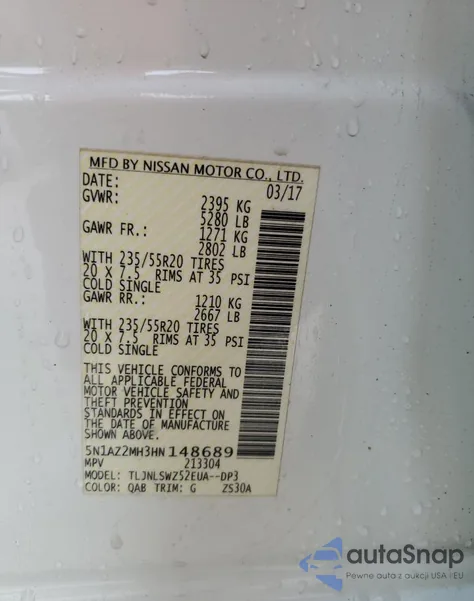 MFD BY NISSAN MOTOR CO., LTD.
DATE: 03/17
GVWR: 2395 KG
5280 LB
GAWR FR.: 1271 KG
2802 LB
WITH 235/55R20 TIRES
20 X 7.5 RIMS AT 35 PSI
COLD SINGLE
GAWR RR.: 1210 KG
2667 LB
WITH 235/55R20 TIRES
20 X 7.5 RIMS AT 35 PSI
COLD SINGLE
THIS VEHICLE CONFORMS TO
ALL APPLICABLE FEDERAL
MOTOR VEHICLE SAFETY AND
THEFT PREVENTION
STANDARDS IN EFFECT ON
THE DATE OF MANUFACTURE
SHOWN ABOVE.
5N1AZ2MH3HN148689
MPV 213304
MODEL: TLJNLSWZ52EUA--DP3
COLOR: QAB TRIM: G ZS30A
autoSnap
Pewne auta z aukcji USA i EU